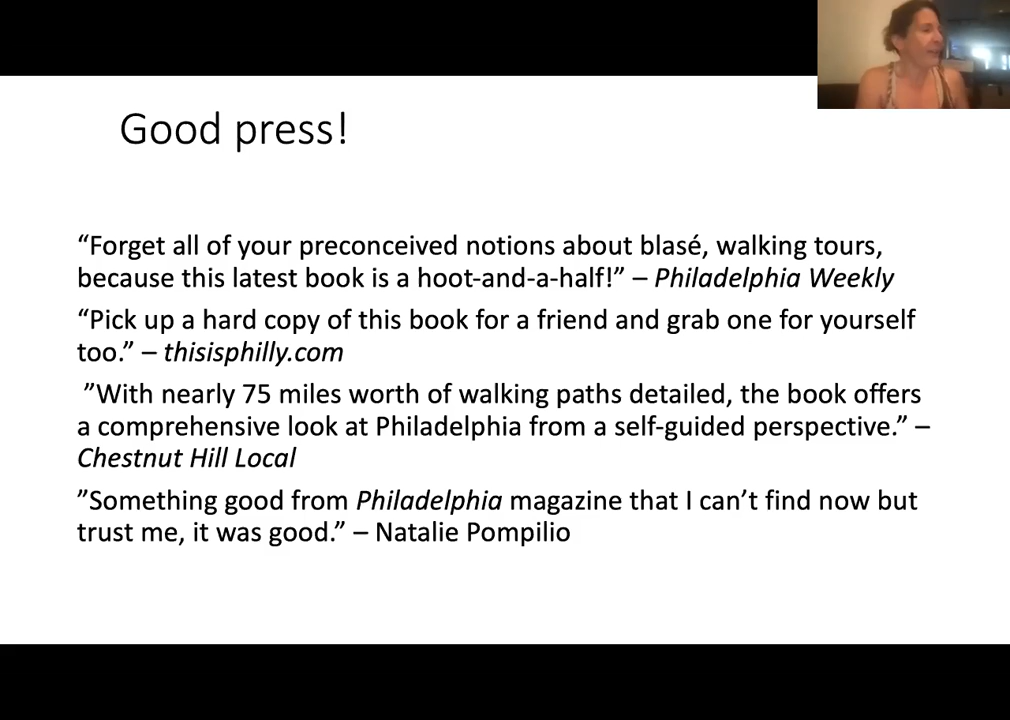 Good press!
“Forget all of your preconceived notions about blasé, walking tours,
because this latest book is a hoot-and-a-half!” – Philadelphia Weekly
“Pick up a hard copy of this book for a friend and grab one for yourself
too.” – thisisphilly.com
”With nearly 75 miles worth of walking paths detailed, the book offers
a comprehensive look at Philadelphia from a self-guided perspective.” –
Chestnut Hill Local
”Something good from Philadelphia magazine that I can’t find now but
trust me, it was good.” – Natalie Pompilio